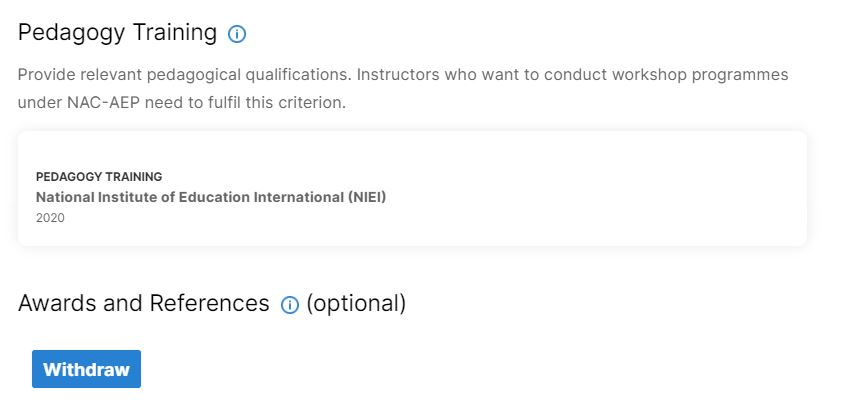 Pedagogy Training
Provide relevant pedagogical qualifications. Instructors who want to conduct workshop programmes
under NAC-AEP need to fulfil this criterion.
PEDAGOGY TRAINING
National Institute of Education International (NIEI)
2020
Awards and References (optional)
Withdraw